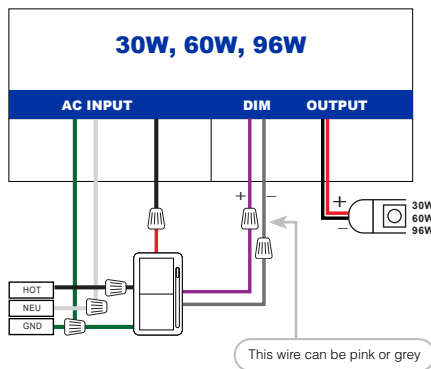 30W, 60W, 96W
AC INPUT DIM OUTPUT
+ −
+
−
30W
60W
96W
HOT
NEU
GND
This wire can be pink or grey